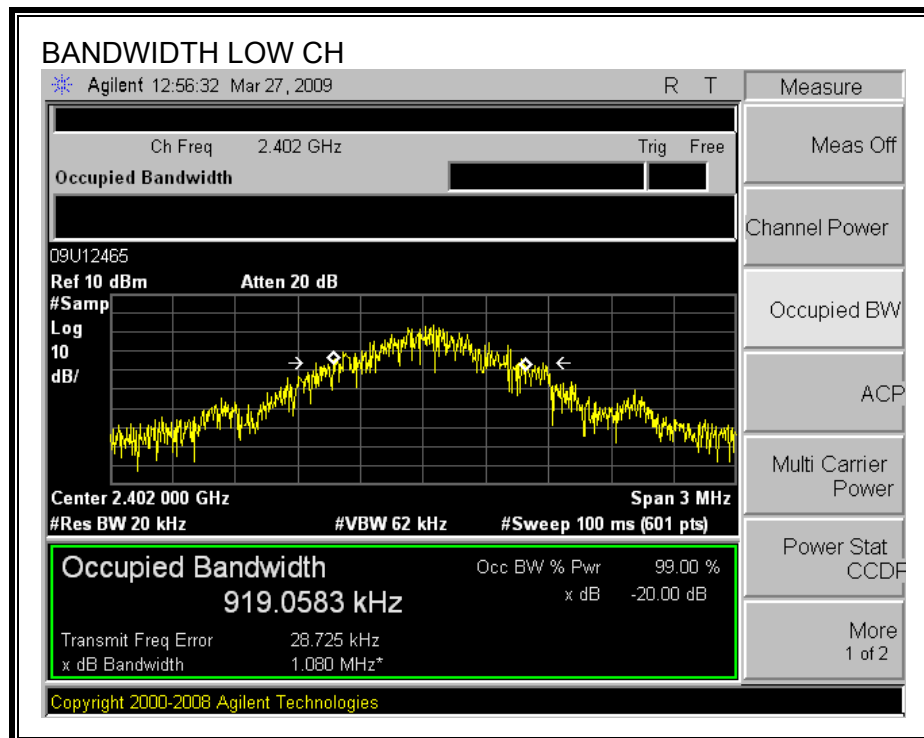 BANDWIDTH LOW CH
Agilent 12:56:32 Mar 27, 2009 R T
Measure
Ch Freq 2.402 GHz Trig Free
Meas Off
Occupied Bandwidth
Channel Power
09U12465
Ref 10 dBm Atten 20 dB
#Samp
Log
10
dB/
Occupied BW
ACP
Multi Carrier
Power
Center 2.402 000 GHz Span 3 MHz
#Res BW 20 kHz #VBW 62 kHz #Sweep 100 ms (601 pts)
Occupied Bandwidth Occ BW % Pwr 99.00 %
919.0583 kHz x dB -20.00 dB
Transmit Freq Error 28.725 kHz
x dB Bandwidth 1.080 MHz*
Power Stat
CCDF
More
1 of 2
Copyright 2000-2008 Agilent Technologies